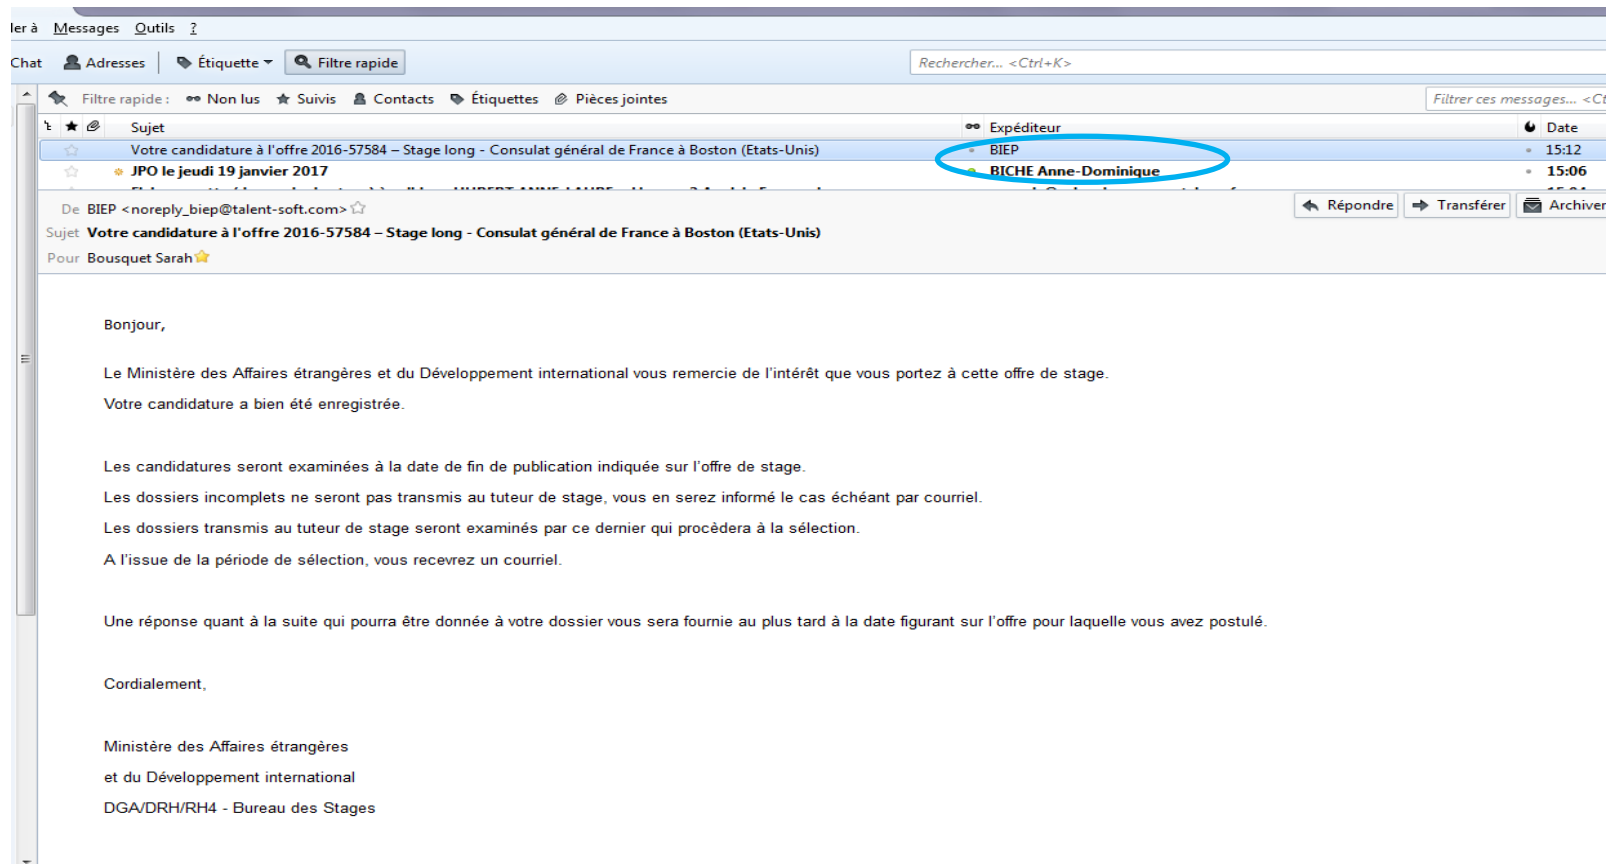 ler à Messages Outils ?
Chat Adresses Étiquette Filtre rapide Rechercher... <Ctrl+K>
Filtre rapide : Non lus Suivis Contacts Étiquettes Pièces jointes Filtrer ces messages... <Ct
Sujet Expéditeur Date
Votre candidature à l'offre 2016-57584 – Stage long - Consulat général de France à Boston (Etats-Unis) BIEP 15:12
JPO le jeudi 19 janvier 2017 BICHE Anne-Dominique 15:06
De BIEP <noreply_biep@talent-soft.com> Répondre Transférer Archiver
Sujet Votre candidature à l'offre 2016-57584 – Stage long - Consulat général de France à Boston (Etats-Unis)
Pour Bousquet Sarah
Bonjour,
Le Ministère des Affaires étrangères et du Développement international vous remercie de l'intérêt que vous portez à cette offre de stage.
Votre candidature a bien été enregistrée.
Les candidatures seront examinées à la date de fin de publication indiquée sur l'offre de stage.
Les dossiers incomplets ne seront pas transmis au tuteur de stage, vous en serez informé le cas échéant par courriel.
Les dossiers transmis au tuteur de stage seront examinés par ce dernier qui procèdera à la sélection.
A l'issue de la période de sélection, vous recevrez un courriel.
Une réponse quant à la suite qui pourra être donnée à votre dossier vous sera fournie au plus tard à la date figurant sur l'offre pour laquelle vous avez postulé.
Cordialement,
Ministère des Affaires étrangères
et du Développement international
DGA/DRH/RH4 - Bureau des Stages